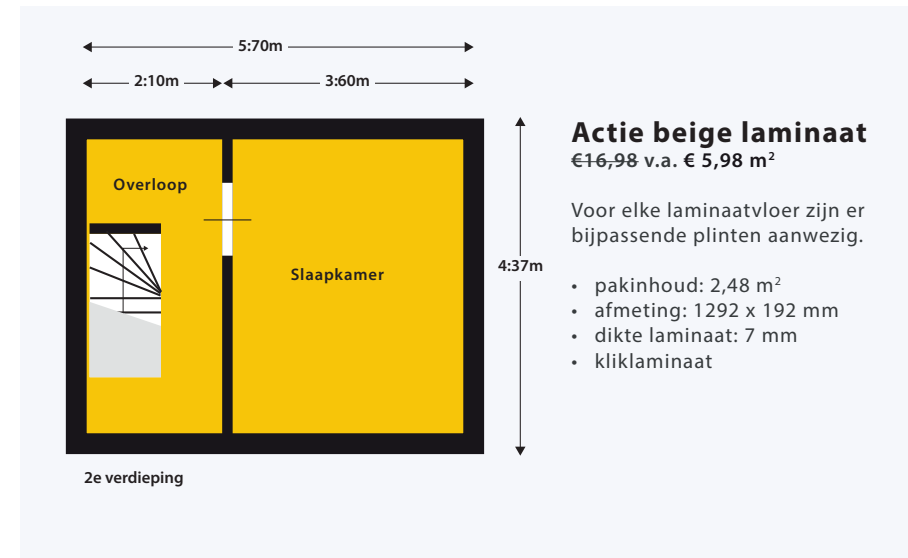 5:70m
2:10m
3:60m
Overloop
Slaapkamer
4:37m
2e verdieping
Actie beige laminaat
€16,98 v.a. € 5,98 m²
Voor elke laminaatvloer zijn er
bijpassende plinten aanwezig.
• pakinhoud: 2,48 m²
• afmeting: 1292 x 192 mm
• dikte laminaat: 7 mm
• kliklaminaat